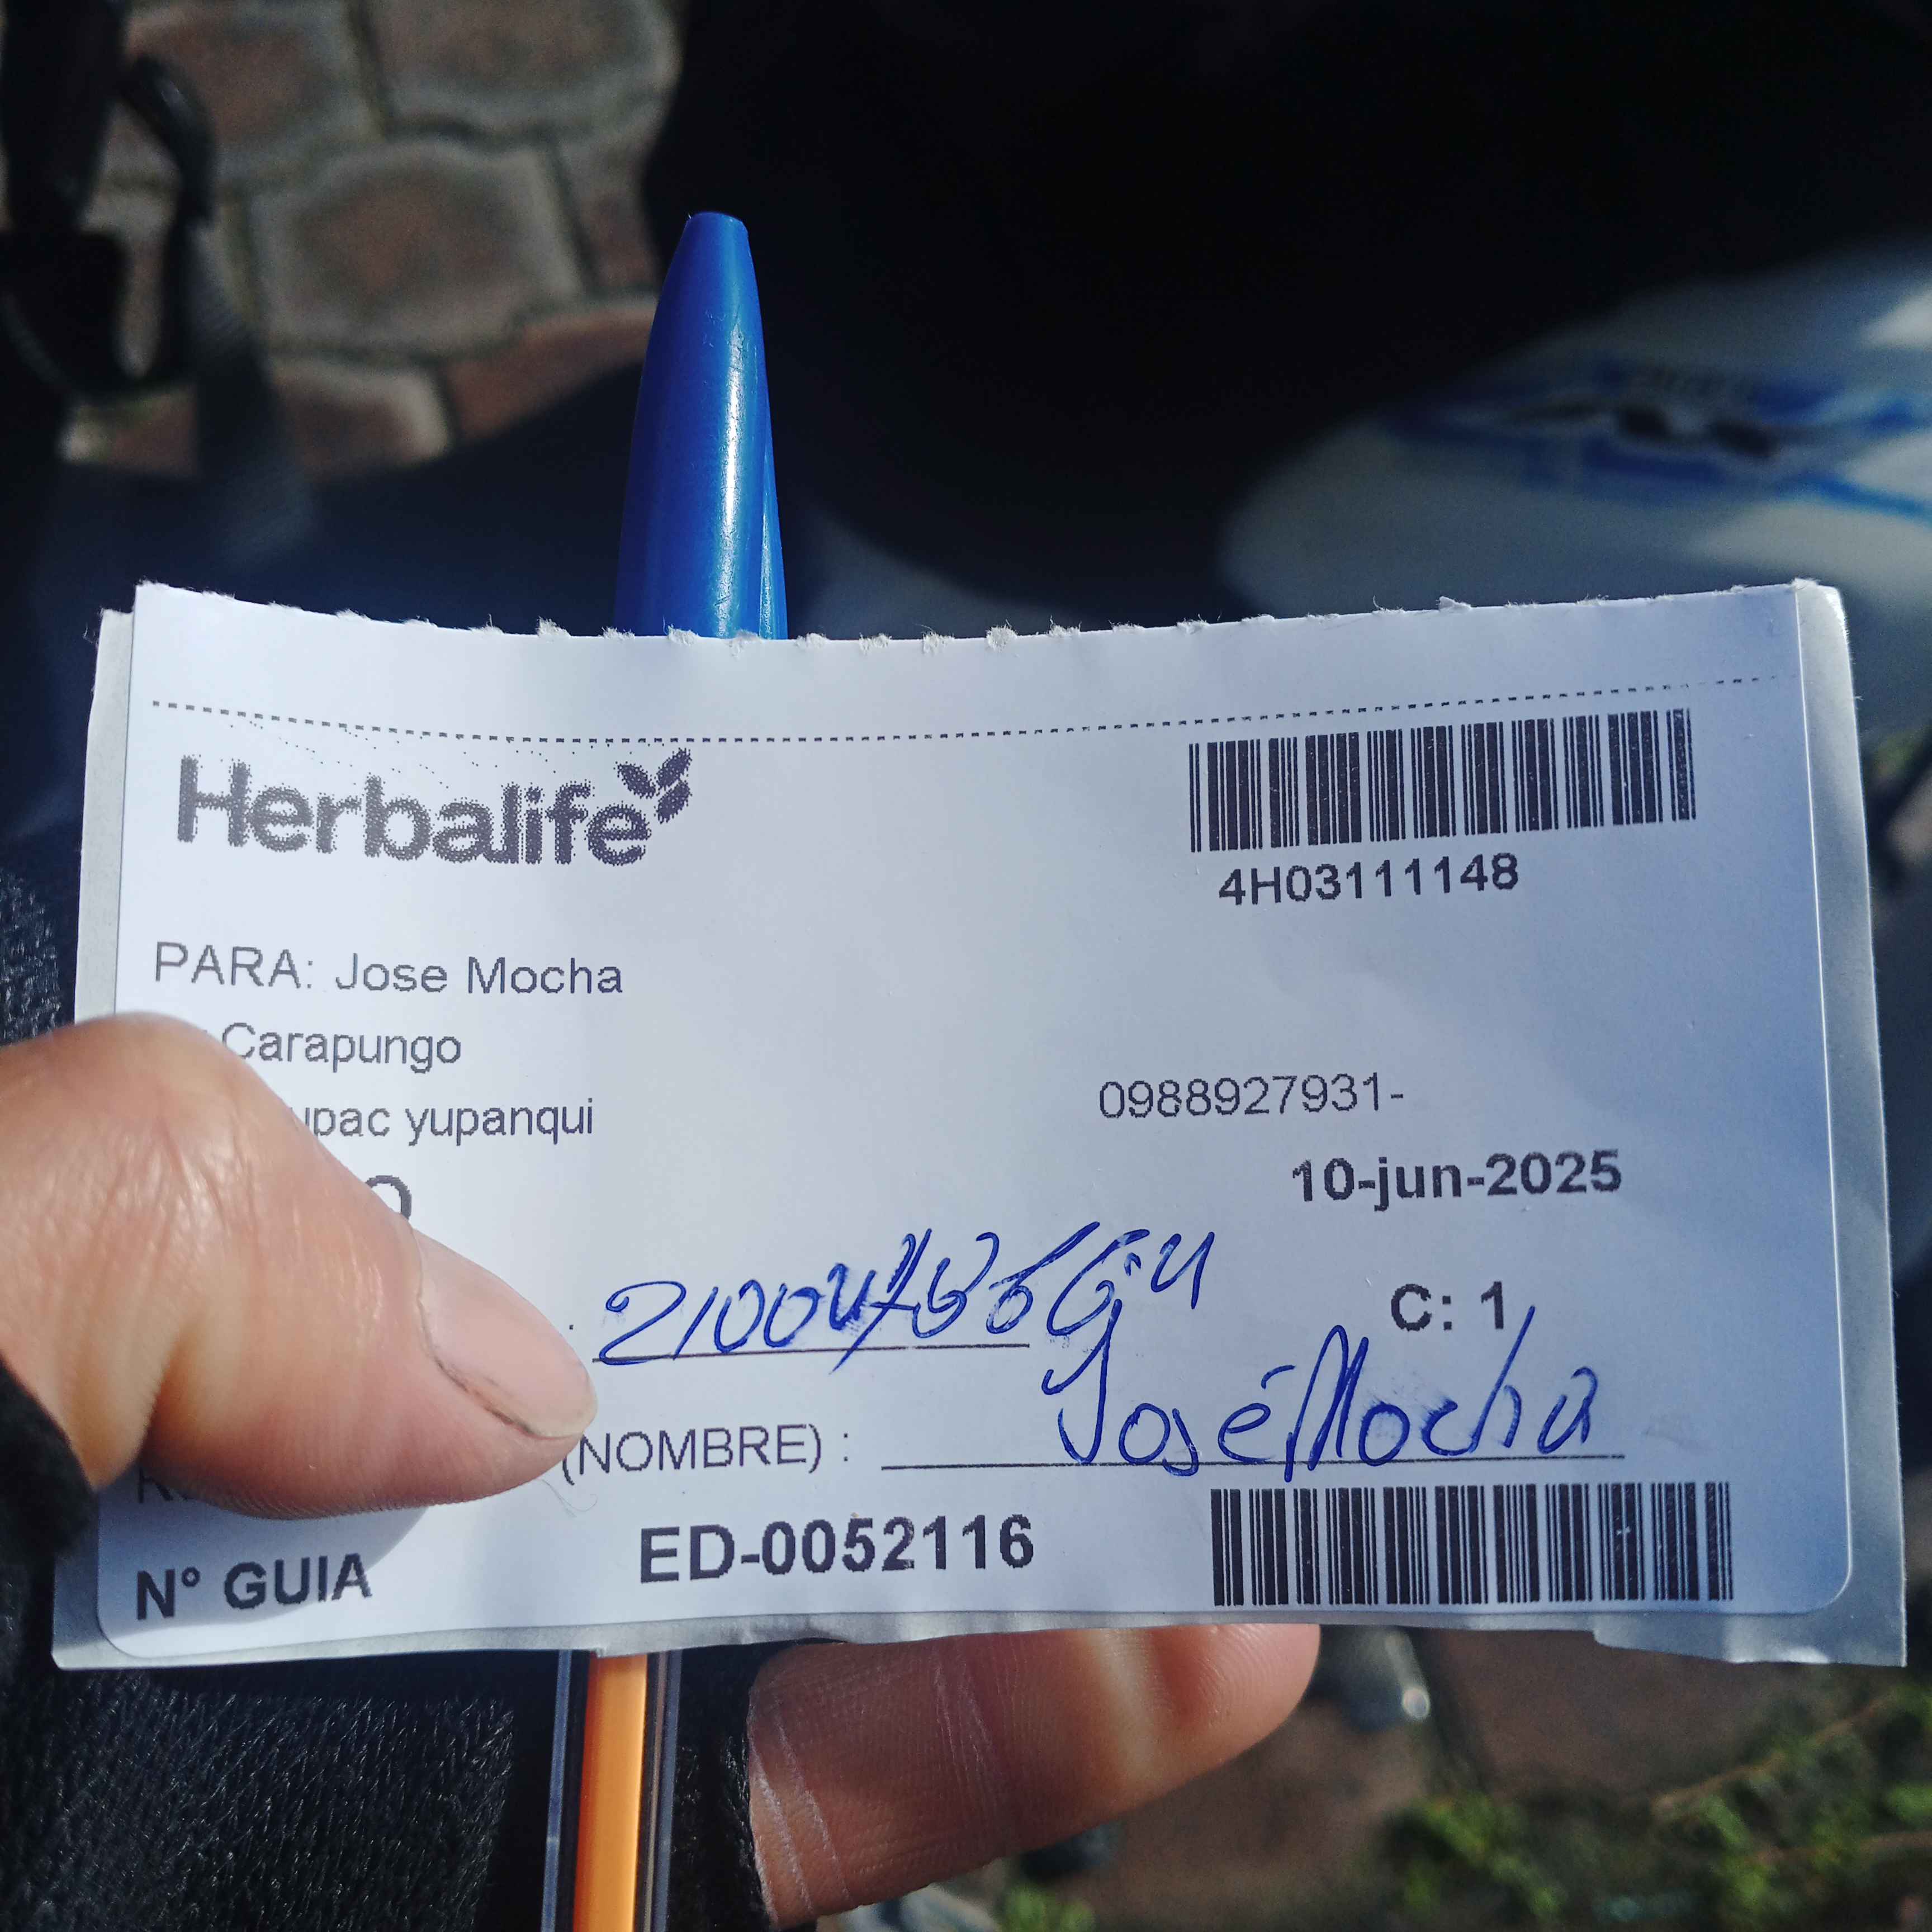 Herbalife
4H03111148
PARA: Jose Mocha
Carapungo
upac yupanqui
0988927931-
10-jun-2025
O
C: 1
(NOMBRE) : José Mocha
N° GUIA ED-0052116